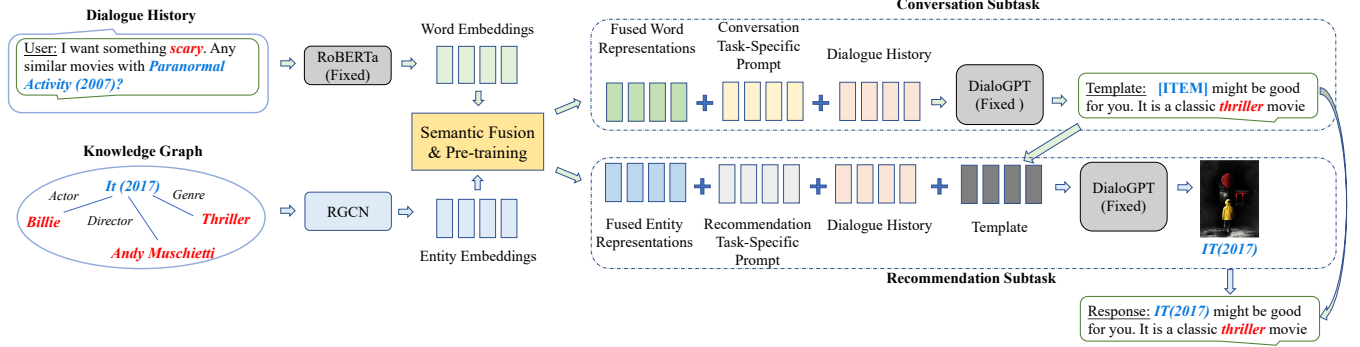 Dialogue History
User: I want something scary. Any
similar movies with Paranormal
Activity (2007)?
RoBERTa
(Fixed)
Word Embeddings
Knowledge Graph
It (2017)
Actor
Genre
Director
Billie
Thriller
Andy Muschietti
RGCN
Entity Embeddings
Semantic Fusion
& Pre-training
Conversation Subtask
Fused Word
Representations
Conversation
Task-Specific
Prompt
Dialogue History
DialoGPT
(Fixed )
Template: [ITEM] might be good
for you. It is a classic thriller movie
Fused Entity
Representations
Recommendation
Task-Specific
Prompt
Dialogue History
Template
DialoGPT
(Fixed)
IT(2017)
Recommendation Subtask
Response: IT(2017) might be good
for you. It is a classic thriller movie